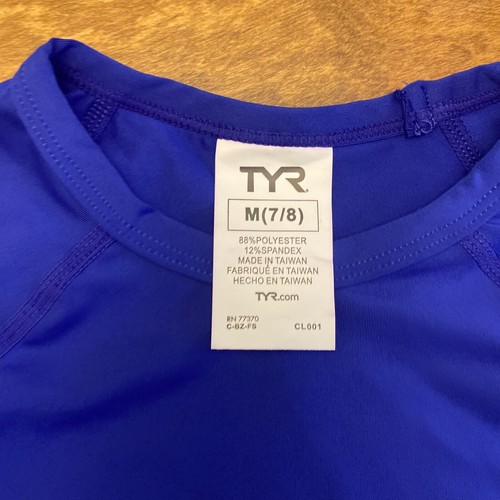 TYR
M(7/8)
88%POLYESTER
12%SPANDEX
MADE IN TAIWAN
FABRIQUÉ EN TAIWAN
HECHO EN TAIWAN
TYR.com
RN 77370
C-BZ-FS CL001